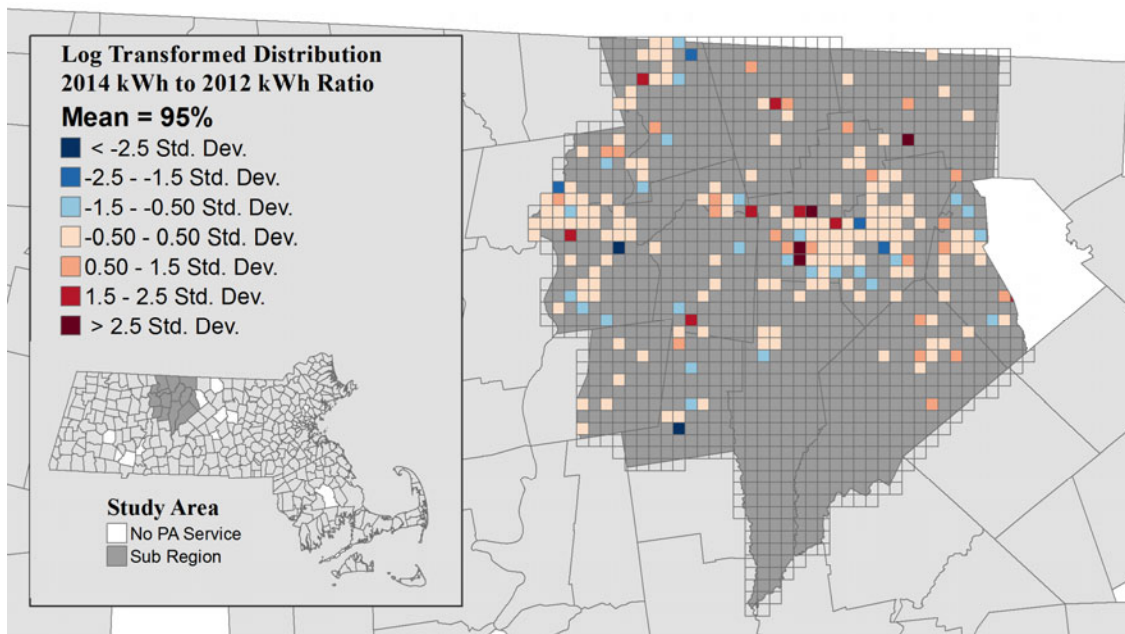 Log Transformed Distribution
2014 kWh to 2012 kWh Ratio
Mean = 95%
< -2.5 Std. Dev.
-2.5 - -1.5 Std. Dev.
-1.5 - -0.50 Std. Dev.
-0.50 - 0.50 Std. Dev.
0.50 - 1.5 Std. Dev.
1.5 - 2.5 Std. Dev.
> 2.5 Std. Dev.
Study Area
No PA Service
Sub Region